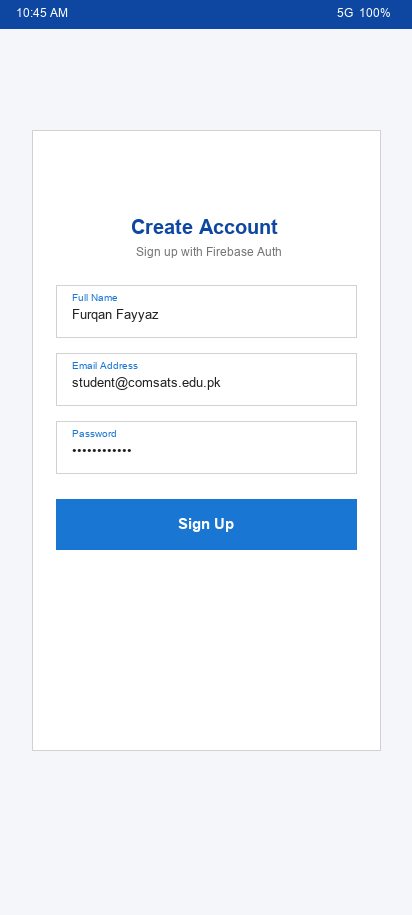 10:45 AM 5G 100%
Create Account
Sign up with Firebase Auth
Full Name
Furqan Fayyaz
Email Address
student@comsats.edu.pk
Password
••••••••••••
Sign Up